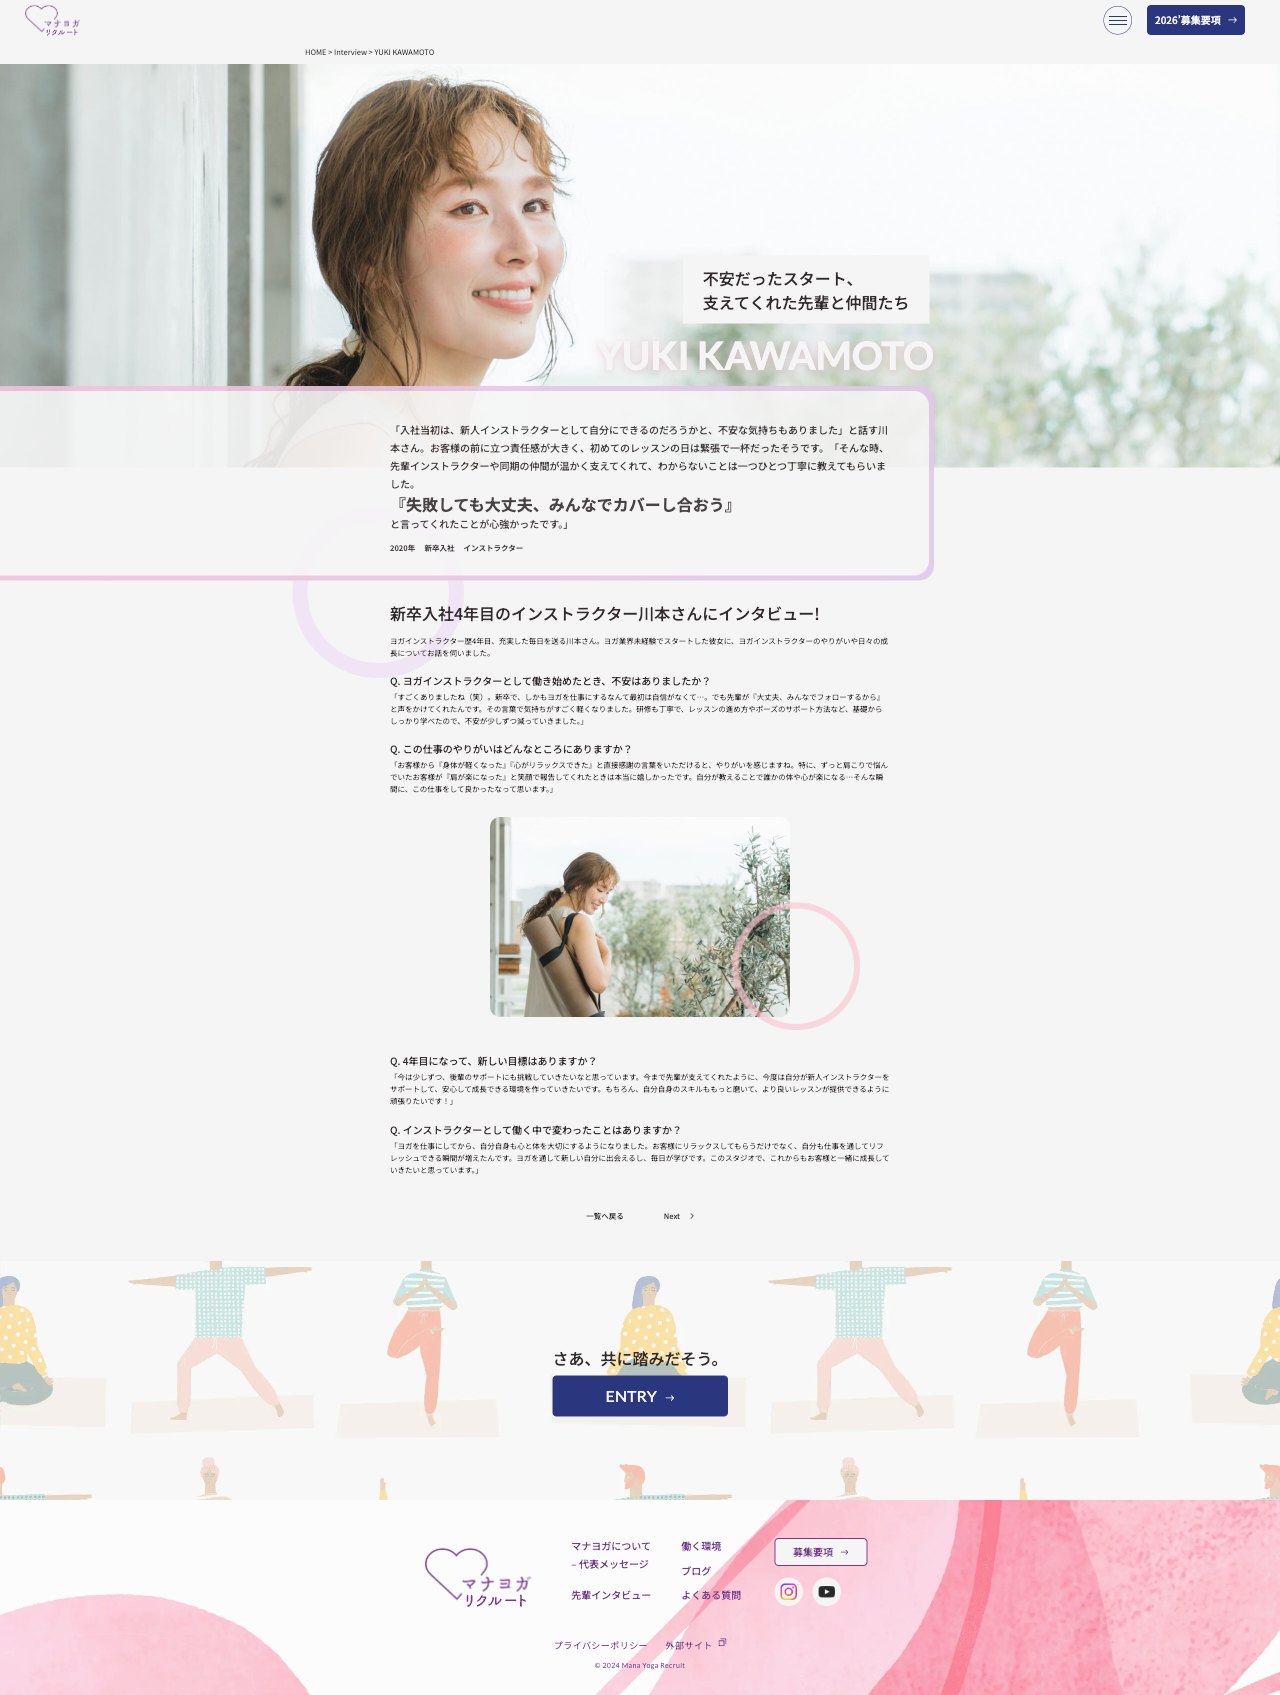 マナヨガ
リクルート
2026'募集要項 →
HOME > Interview > YUKI KAWAMOTO
不安だったスタート、
支えてくれた先輩と仲間たち
YUKI KAWAMOTO
「入社当初は、新人インストラクターとして自分にできるのだろうかと、不安な気持ちもありました」と話す川
本さん。お客様の前に立つ責任感が大きく、初めてのレッスンの日は緊張で一杯だったそうです。「そんな時、
先輩インストラクターや同期の仲間が温かく支えてくれて、わからないことは一つひとつ丁寧に教えてもらいま
した。
『失敗しても大丈夫、みんなでカバーし合おう』
と言ってくれたことが心強かったです。」
2020年 新卒入社 インストラクター
新卒入社4年目のインストラクター川本さんにインタビュー!
ヨガインストラクター歴4年目、充実した毎日を送る川本さん。ヨガ業界未経験でスタートした彼女に、ヨガインストラクターのやりがいや日々の成
長についてお話を伺いました。
Q. ヨガインストラクターとして働き始めたとき、不安はありましたか？
「すごくありましたね（笑）。新卒で、しかもヨガを仕事にするなんて最初は自信がなくて…。でも先輩が『大丈夫、みんなでフォローするから』
と声をかけてくれたんです。その言葉で気持ちがすごく軽くなりました。研修も丁寧で、レッスンの進め方やポーズのサポート方法など、基礎から
しっかり学べたので、不安が少しずつ減っていきました。」
Q. この仕事のやりがいはどんなところにありますか？
「お客様から『身体が軽くなった』『心がリラックスできた』と直接感謝の言葉をいただけると、やりがいを感じますね。特に、ずっと肩こりで悩ん
でいたお客様が『肩が楽になった』と笑顔で報告してくれたときは本当に嬉しかったです。自分が教えることで誰かの体や心が楽になる…そんな瞬
間に、この仕事をして良かったなって思います。」
Q. 4年目になって、新しい目標はありますか？
「今は少しずつ、後輩のサポートにも挑戦していきたいなと思っています。今まで先輩が支えてくれたように、今度は自分が新人インストラクターを
サポートして、安心して成長できる環境を作っていきたいです。もちろん、自分自身のスキルももっと磨いて、より良いレッスンが提供できるように
頑張りたいです！」
Q. インストラクターとして働く中で変わったことはありますか？
「ヨガを仕事にしてから、自分自身も心と体を大切にするようになりました。お客様にリラックスしてもらうだけでなく、自分も仕事を通してリフ
レッシュできる瞬間が増えたんです。ヨガを通して新しい自分に出会えるし、毎日が学びです。このスタジオで、これからもお客様と一緒に成長して
いきたいと思っています。」
一覧へ戻る Next >
さあ、共に踏みだそう。
ENTRY →
マナヨガ
リクルート
マナヨガについて
– 代表メッセージ
先輩インタビュー
働く環境
ブログ
よくある質問
募集要項 →
プライバシーポリシー 外部サイト
© 2024 Mana Yoga Recruit